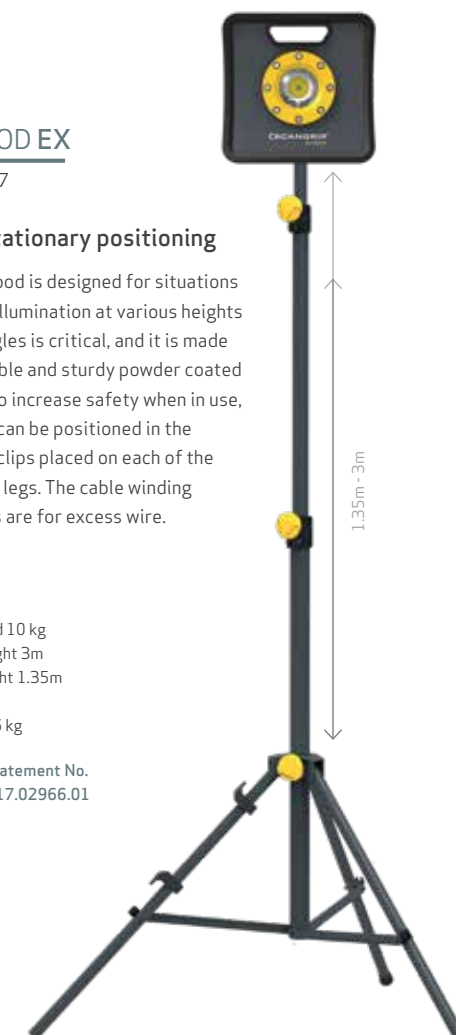 OD EX
7
tationary positioning
ood is designed for situations
llumination at various heights
gles is critical, and it is made
ble and sturdy powder coated
o increase safety when in use,
can be positioned in the
clips placed on each of the
legs. The cable winding
s are for excess wire.
d 10 kg
ght 3m
ht 1.35m
kg
atement No.
17.02966.01
SCANGRIP
1.35m - 3m